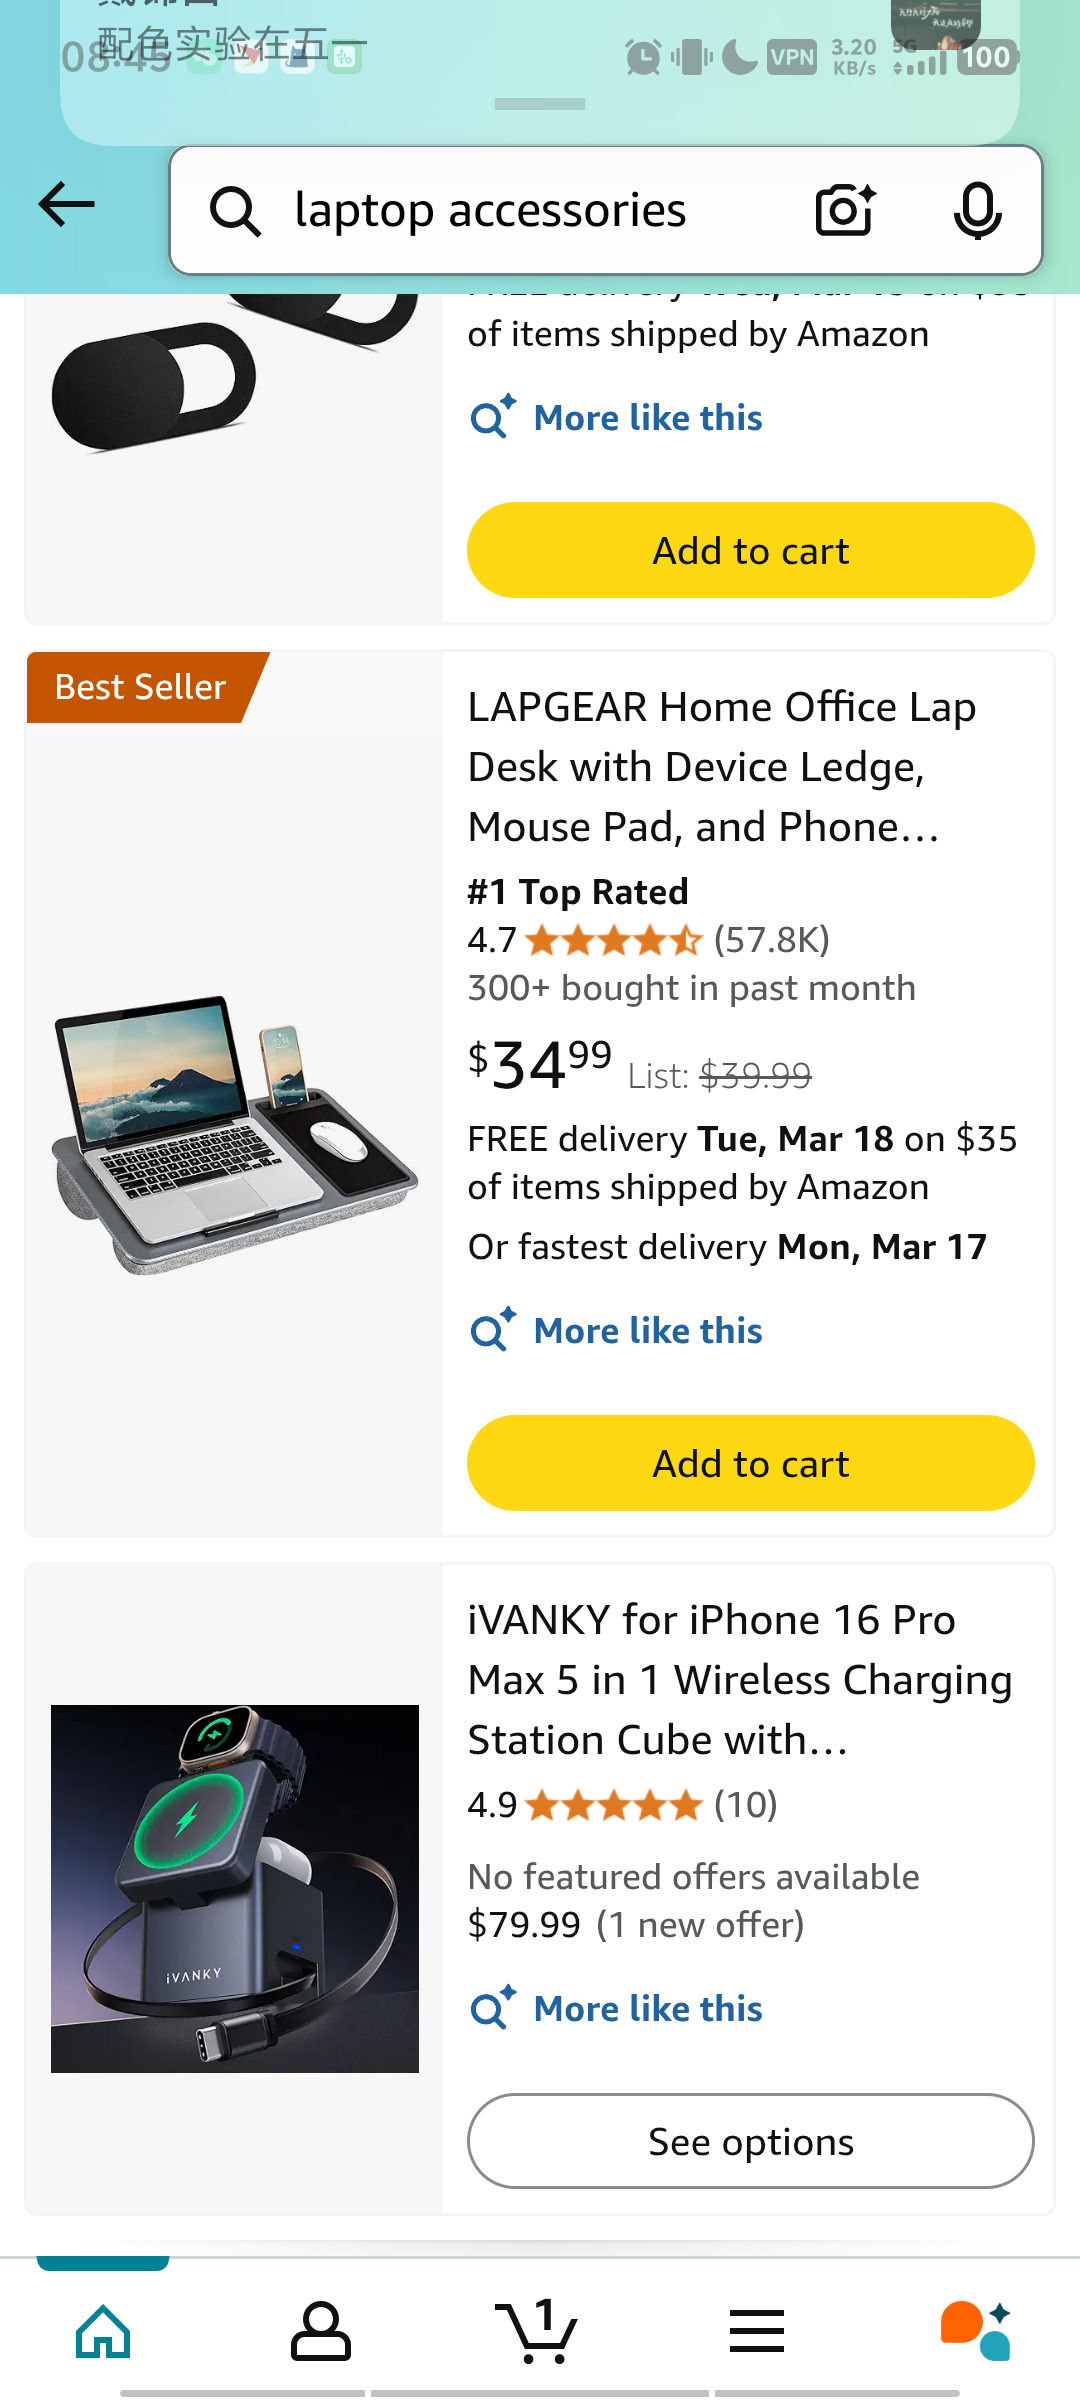 配色实验在五一
08:45
VPN
3.20
KB/s
5G
100
laptop accessories
of items shipped by Amazon
More like this
Add to cart
Best Seller
LAPGEAR Home Office Lap
Desk with Device Ledge,
Mouse Pad, and Phone...
#1 Top Rated
4.7 (57.8K)
300+ bought in past month
$34.99 List: $39.99
FREE delivery Tue, Mar 18 on $35
of items shipped by Amazon
Or fastest delivery Mon, Mar 17
More like this
Add to cart
iVANKY for iPhone 16 Pro
Max 5 in 1 Wireless Charging
Station Cube with...
4.9 (10)
No featured offers available
$79.99 (1 new offer)
iVANKY
More like this
See options
1